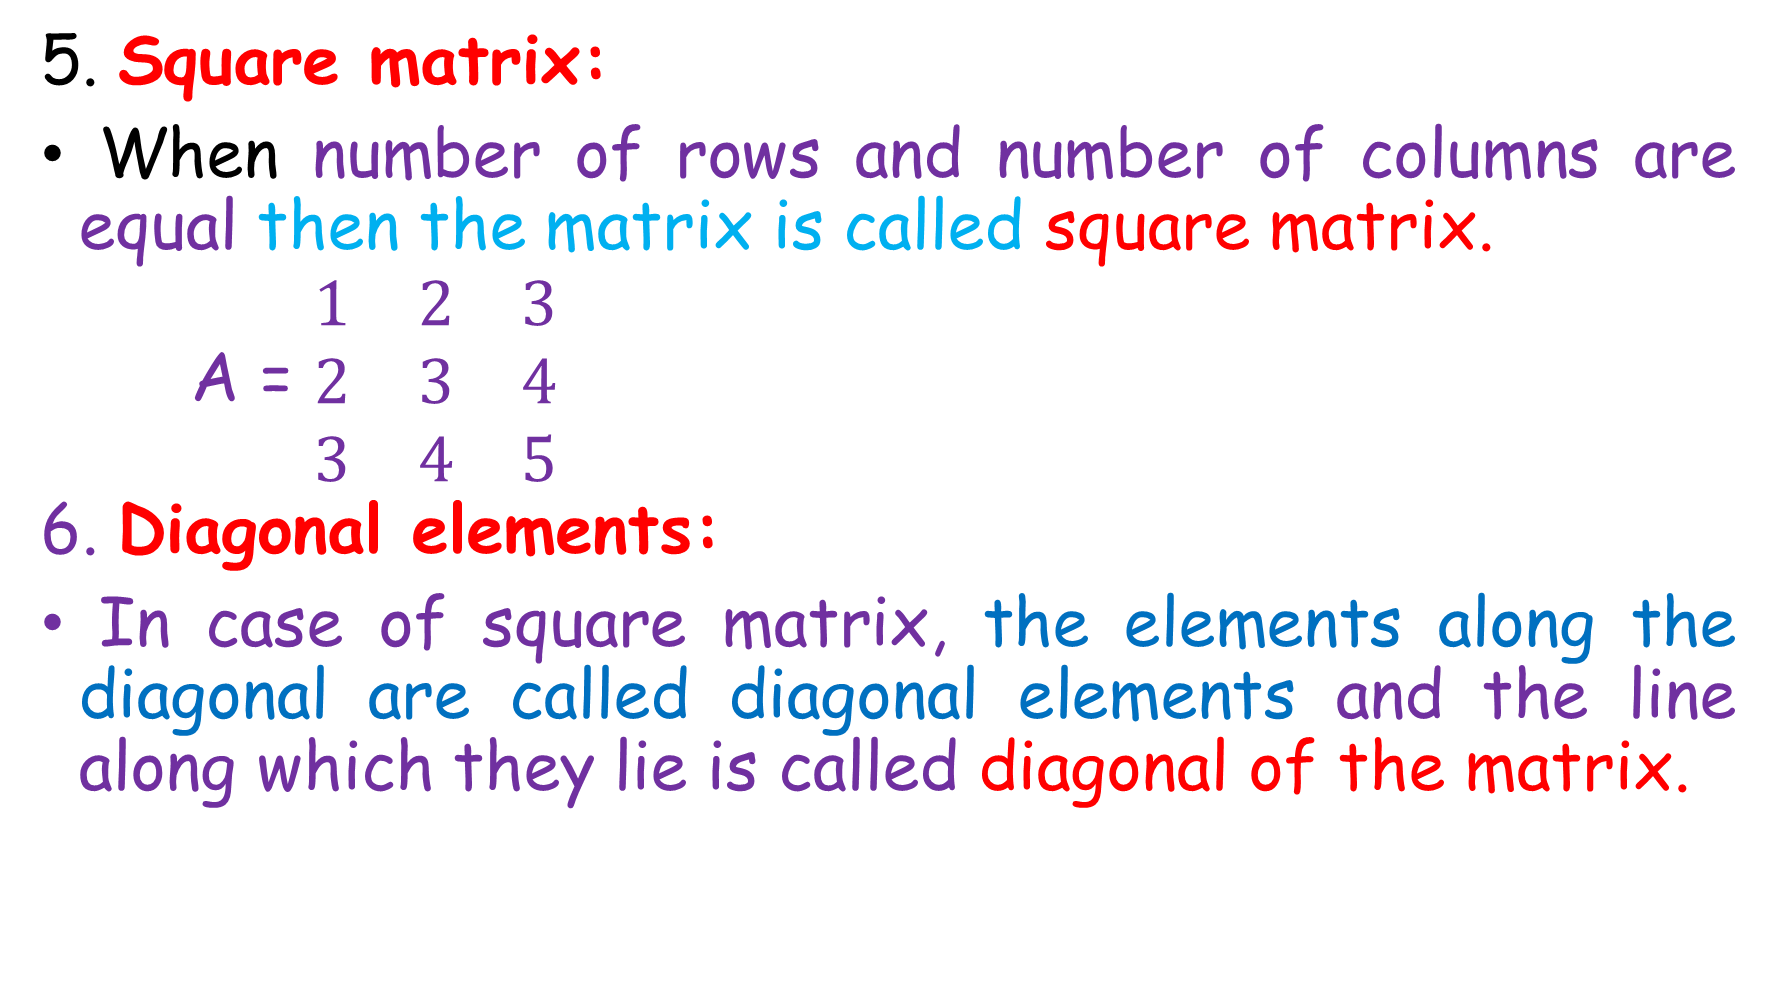 5. Square matrix:
• When number of rows and number of columns are
equal then the matrix is called square matrix.
1 2 3
A = 2 3 4
3 4 5
6. Diagonal elements:
• In case of square matrix, the elements along the
diagonal are called diagonal elements and the line
along which they lie is called diagonal of the matrix.